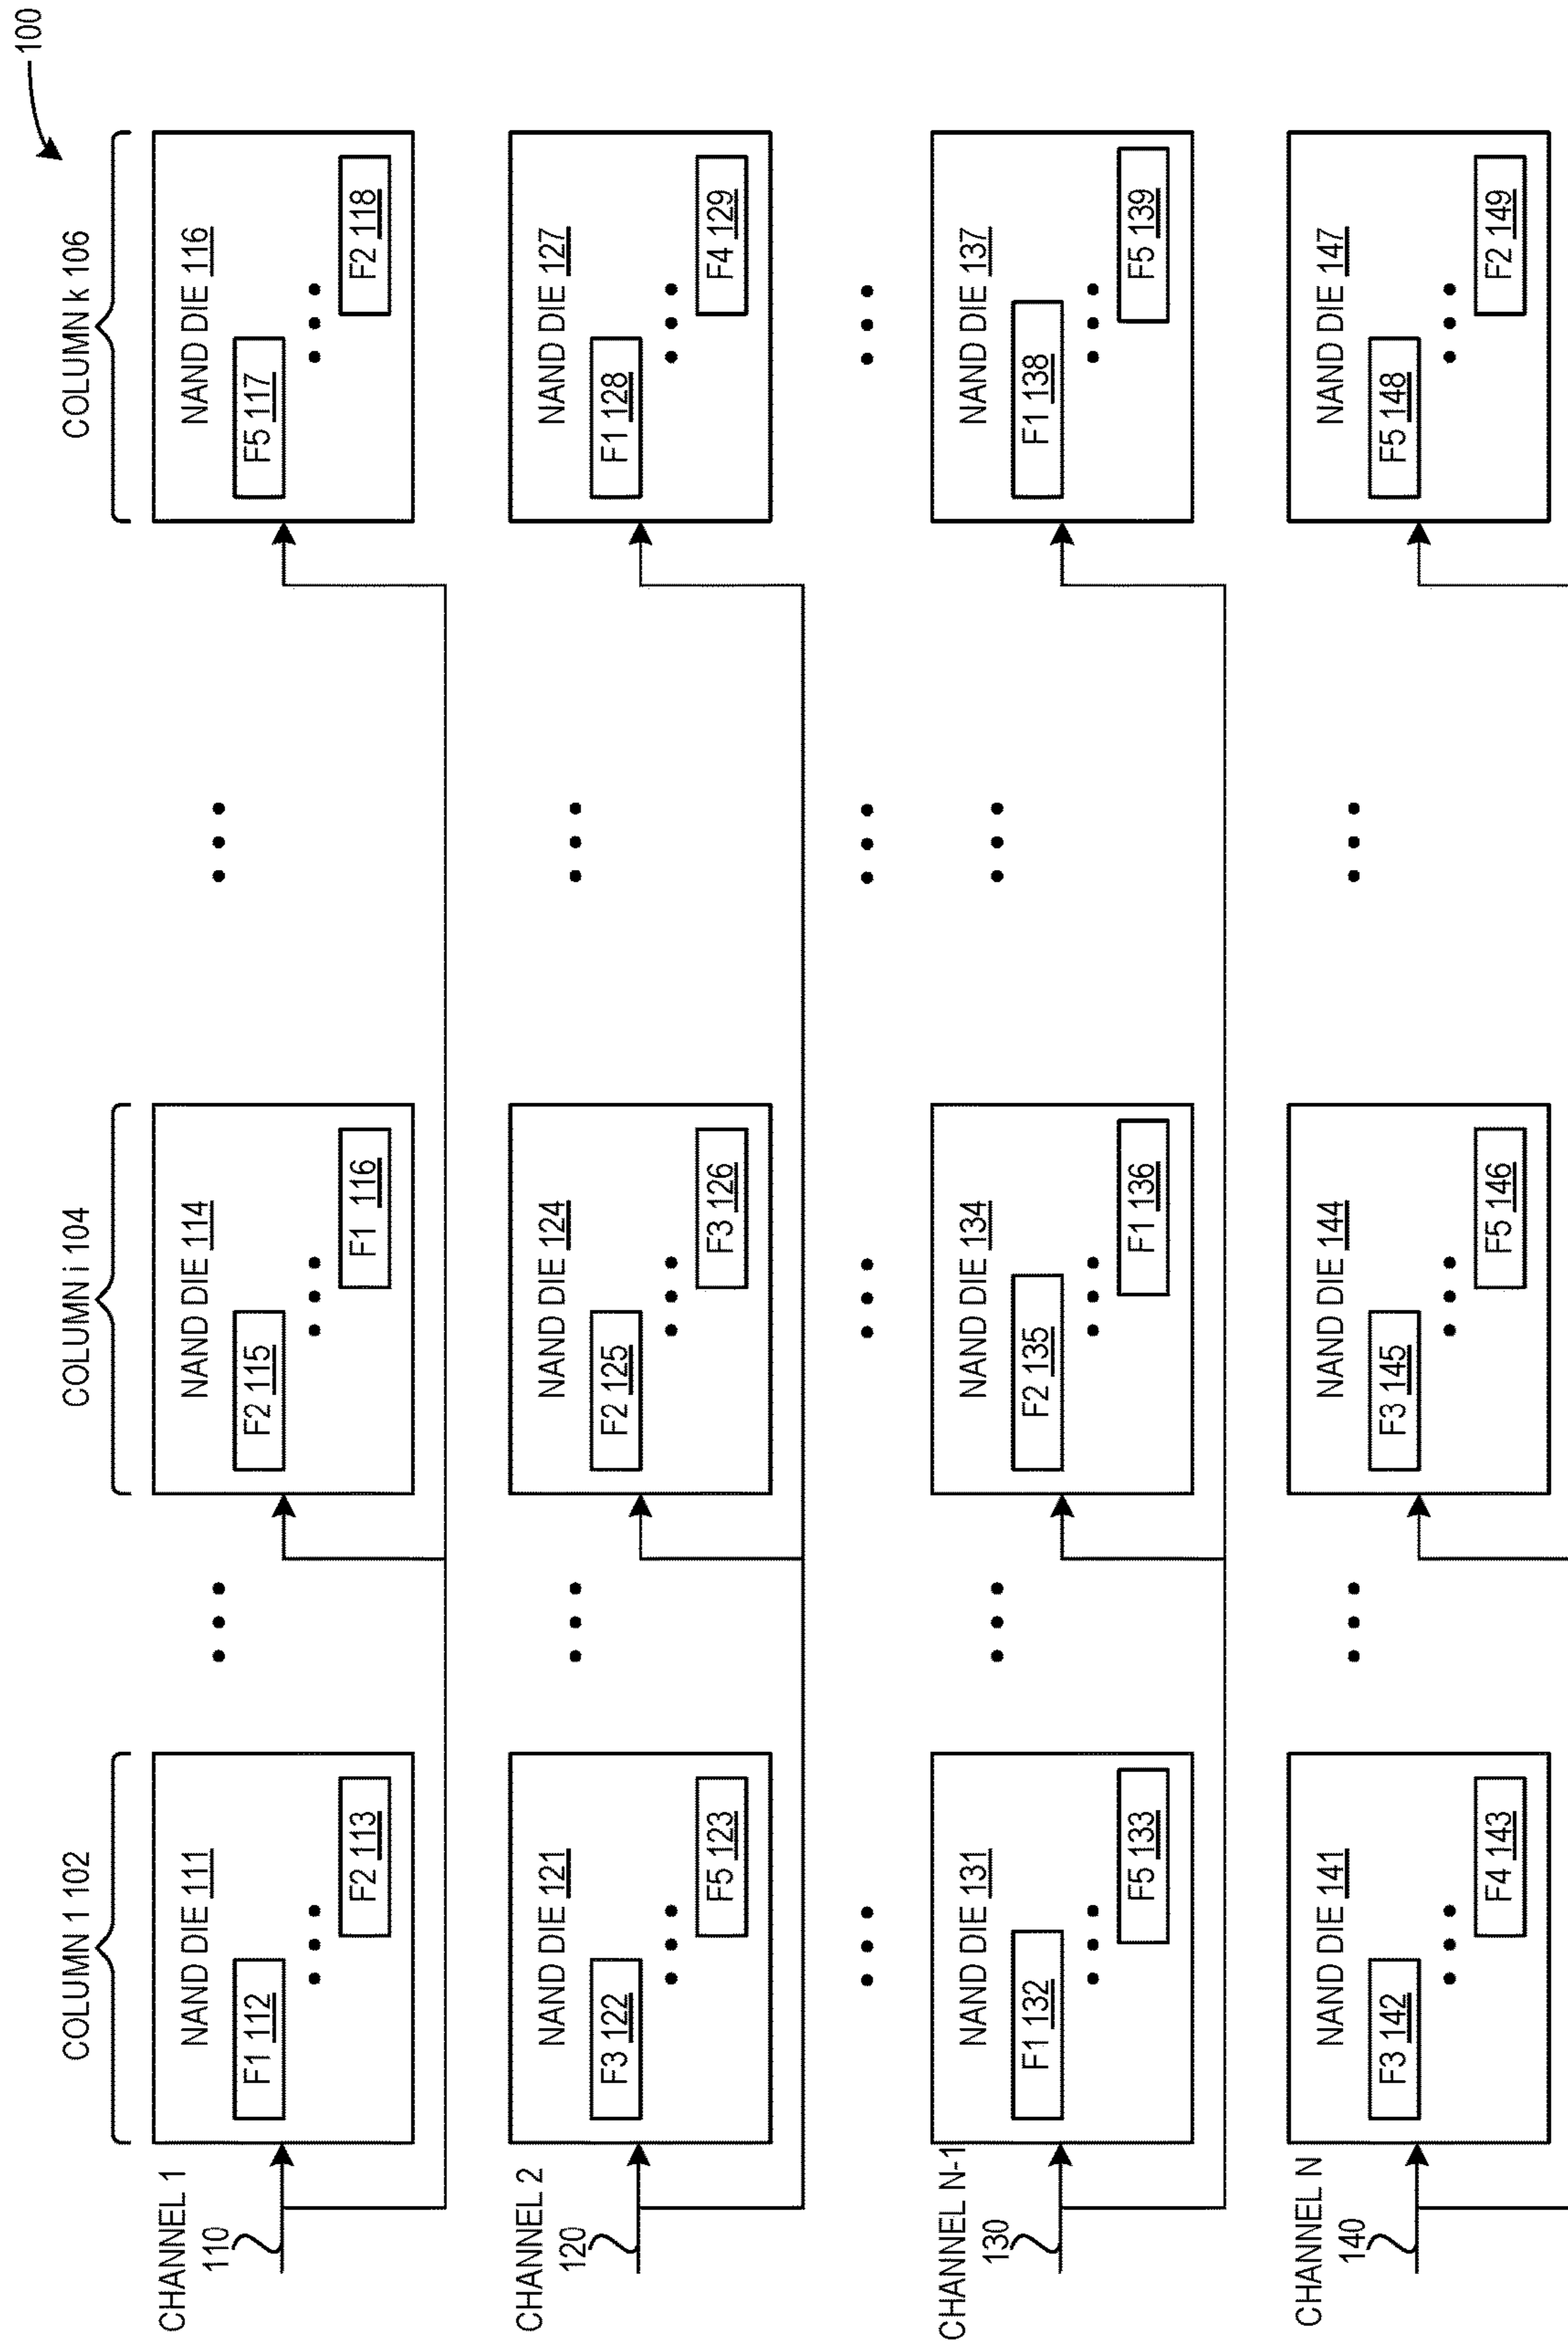 100
COLUMN 1 102
COLUMN i 104
COLUMN k 106
CHANNEL 1
110
NAND DIE 111
F1 112
F2 113
NAND DIE 114
F2 115
F1 116
NAND DIE 116
F5 117
F2 118
CHANNEL 2
120
NAND DIE 121
F3 122
F5 123
NAND DIE 124
F2 125
F3 126
NAND DIE 127
F1 128
F4 129
CHANNEL N-1
130
NAND DIE 131
F1 132
F5 133
NAND DIE 134
F2 135
F1 136
NAND DIE 137
F1 138
F5 139
CHANNEL N
140
NAND DIE 141
F3 142
F4 143
NAND DIE 144
F3 145
F5 146
NAND DIE 147
F5 148
F2 149